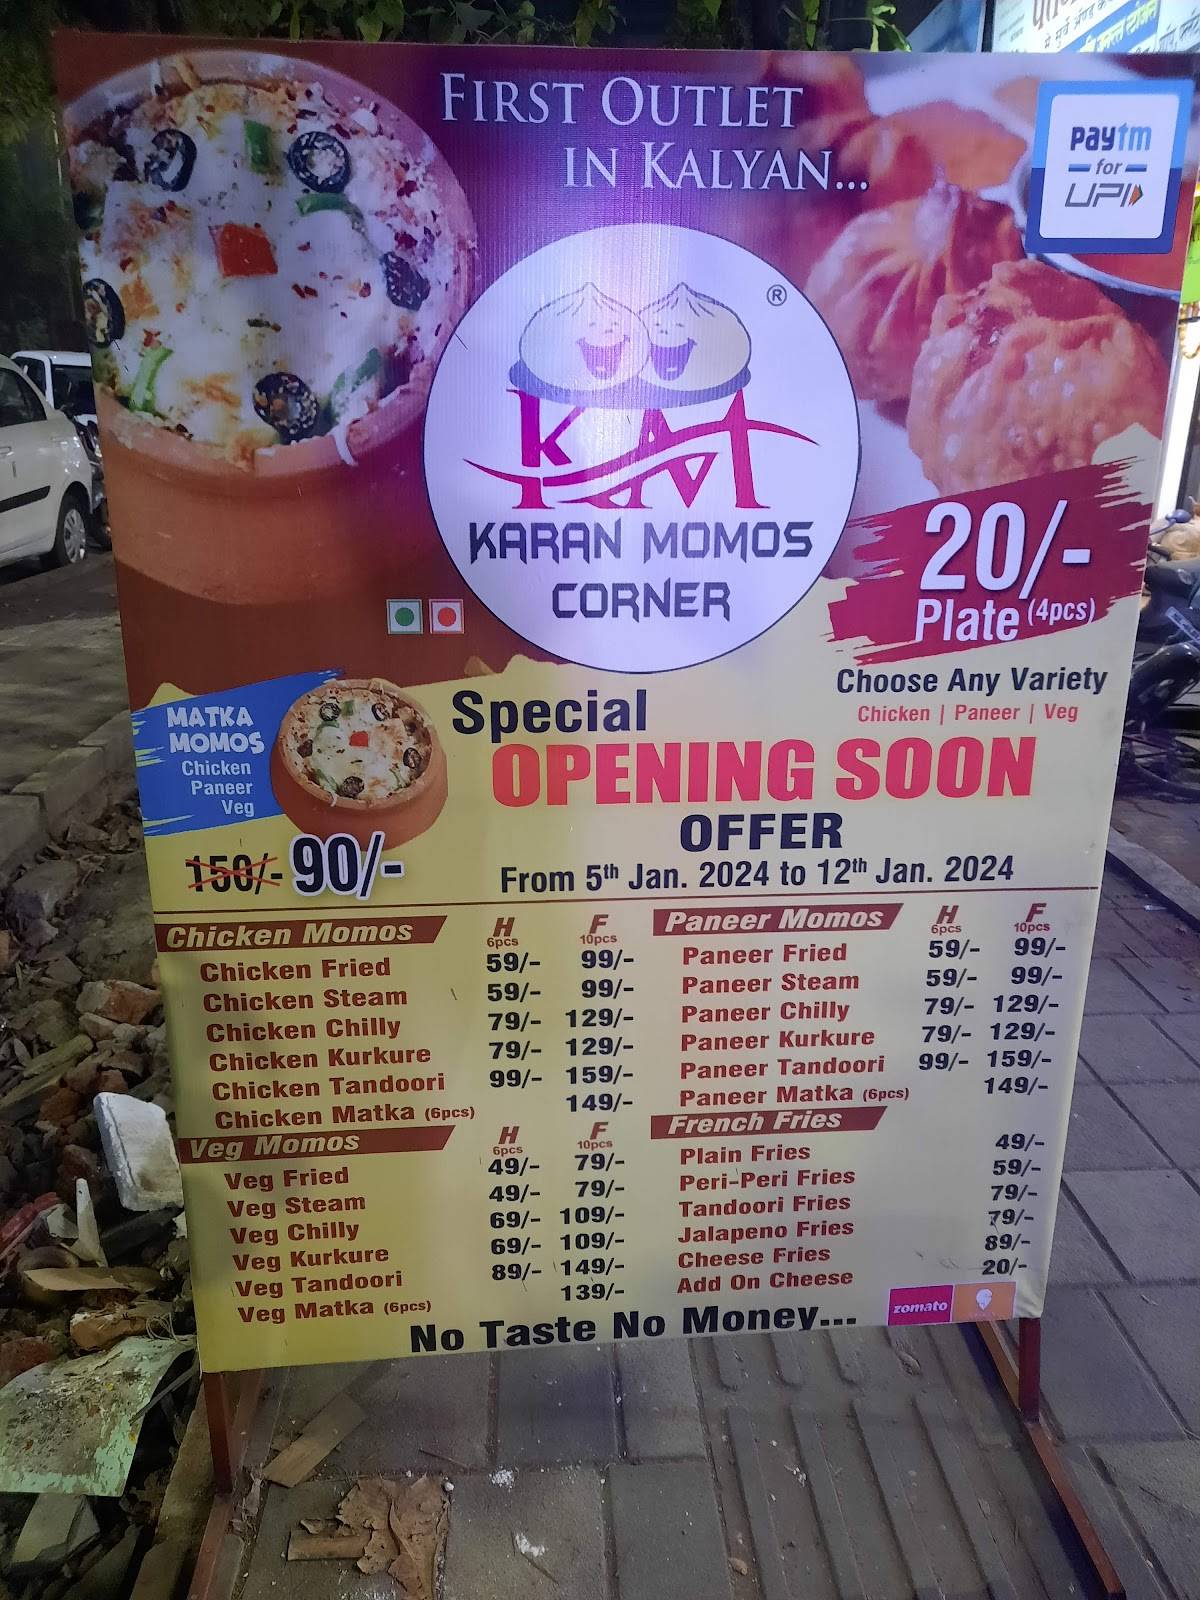 FIRST OUTLET
IN KALYAN...
paytm
for
UPI
®
KM
KARAN MOMOS
CORNER
20/-
Plate (4pcs)
Choose Any Variety
Chicken | Paneer | Veg
MATKA
MOMOS
Chicken
Paneer
Veg
150/- 90/-
Special
OPENING SOON
OFFER
From 5th Jan. 2024 to 12th Jan. 2024
Chicken Momos H 6pcs F 10pcs
Chicken Fried 59/- 99/-
Chicken Steam 59/- 99/-
Chicken Chilly 79/- 129/-
Chicken Kurkure 79/- 129/-
Chicken Tandoori 99/- 159/-
Chicken Matka (6pcs) 149/-
Veg Momos H 6pcs F 10pcs
Veg Fried 49/- 79/-
Veg Steam 49/- 79/-
Veg Chilly 69/- 109/-
Veg Kurkure 69/- 109/-
Veg Tandoori 89/- 149/-
Veg Matka (6pcs) 139/-
Paneer Momos H 6pcs F 10pcs
Paneer Fried 59/- 99/-
Paneer Steam 59/- 99/-
Paneer Chilly 79/- 129/-
Paneer Kurkure 79/- 129/-
Paneer Tandoori 99/- 159/-
Paneer Matka (6pcs) 149/-
French Fries
Plain Fries 49/-
Peri-Peri Fries 59/-
Tandoori Fries 79/-
Jalapeno Fries 79/-
Cheese Fries 89/-
Add On Cheese 20/-
No Taste No Money...
zomato